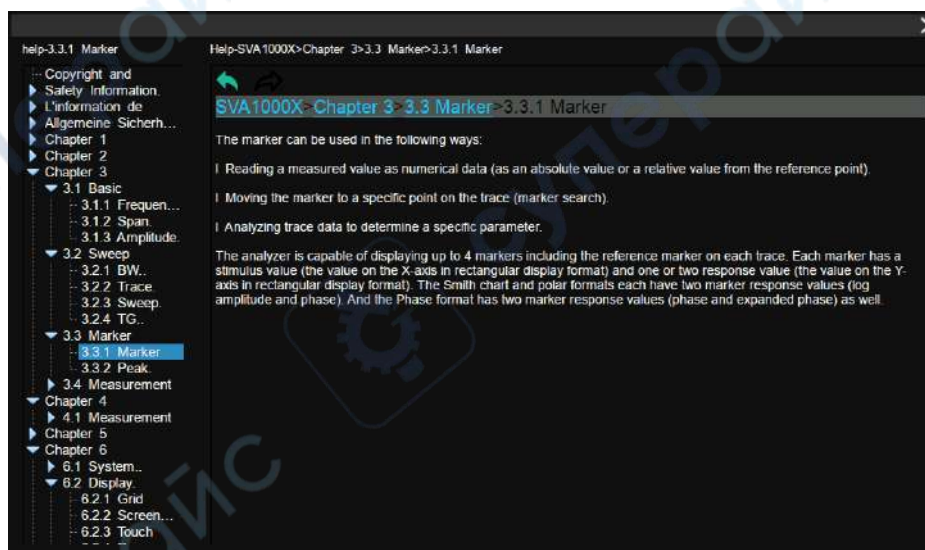 help-3.3.1 Marker
Help-SVA1000X>Chapter 3>3.3 Marker>3.3.1 Marker
Copyright and
Safety Information.
L'information de
Allgemeine Sicherh...
Chapter 1
Chapter 2
Chapter 3
3.1 Basic
3.1.1 Frequen...
3.1.2 Span.
3.1.3 Amplitude.
3.2 Sweep
3.2.1 BW..
3.2.2 Trace.
3.2.3 Sweep.
3.2.4 TG..
3.3 Marker
3.3.1 Marker
3.3.2 Peak.
3.4 Measurement
Chapter 4
4.1 Measurement
Chapter 5
Chapter 6
6.1 System..
6.2 Display.
6.2.1 Grid
6.2.2 Screen...
6.2.3 Touch
SVA1000X>Chapter 3>3.3 Marker>3.3.1 Marker
The marker can be used in the following ways:
l Reading a measured value as numerical data (as an absolute value or a relative value from the reference point).
l Moving the marker to a specific point on the trace (marker search).
l Analyzing trace data to determine a specific parameter.
The analyzer is capable of displaying up to 4 markers including the reference marker on each trace. Each marker has a
stimulus value (the value on the X-axis in rectangular display format) and one or two response value (the value on the Y-
axis in rectangular display format). The Smith chart and polar formats each have two marker response values (log
amplitude and phase). And the Phase format has two marker response values (phase and expanded phase) as well.